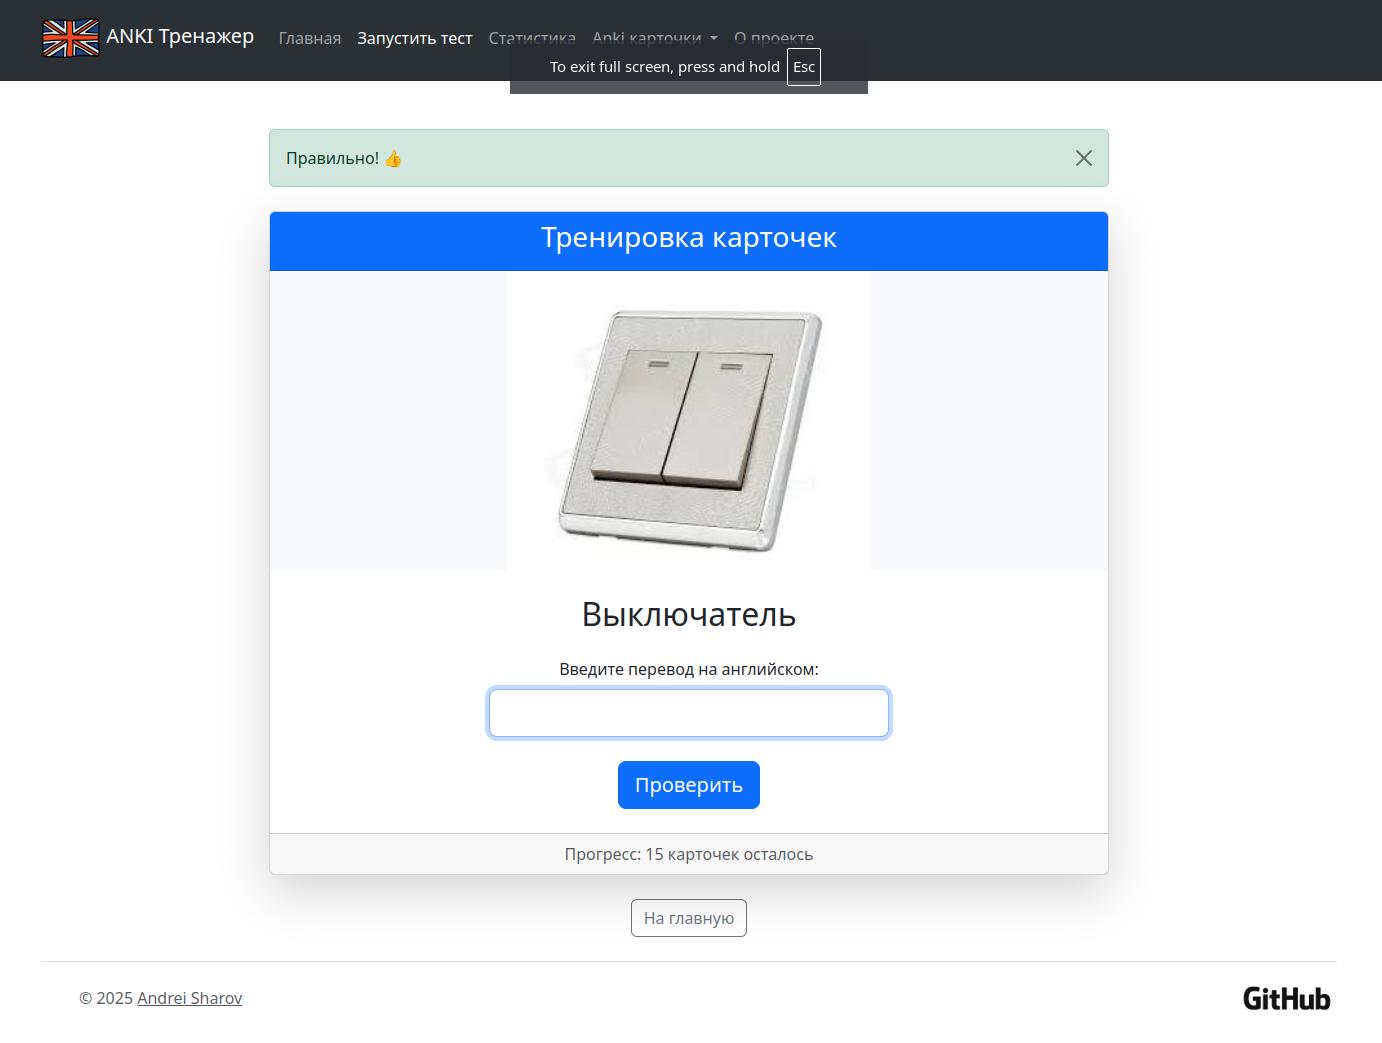 ANKI Тренажер
Главная
Запустить тест
Статистика
Anki карточки
О проекте
To exit full screen, press and hold Esc
Правильно! 👍
Тренировка карточек
Выключатель
Введите перевод на английском:
Проверить
Прогресс: 15 карточек осталось
На главную
© 2025 Andrei Sharov
GitHub